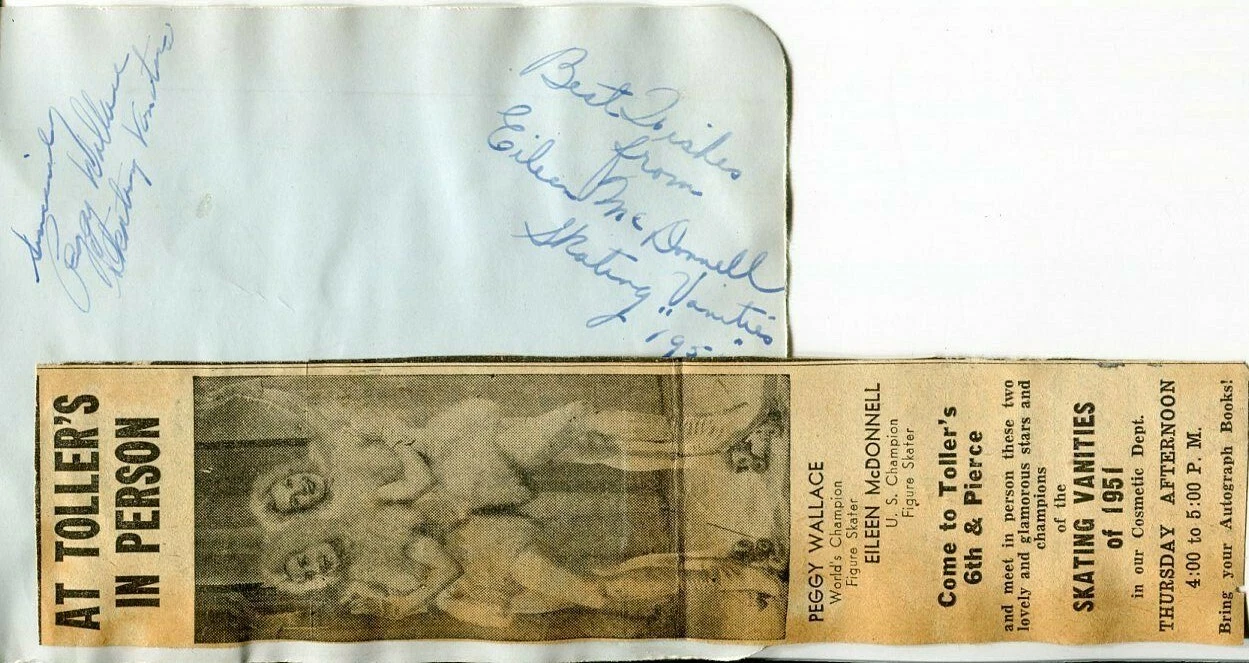 Sincerely
Peggy Wallace
Skating Vanities
Best Wishes
from
Eileen McDonnell
Skating Vanities
"195
AT TOLLER'S
IN PERSON
PEGGY WALLACE
World's Champion
Figure Skater
EILEEN McDONNELL
U. S. Champion
Figure Skater
Come to Toller's
6th & Pierce
and meet in person these two
lovely and glamorous stars and
champions
of the
SKATING VANITIES
of 1951
in our Cosmetic Dept.
THURSDAY AFTERNOON
4:00 to 5:00 P. M.
Bring your Autograph Books!